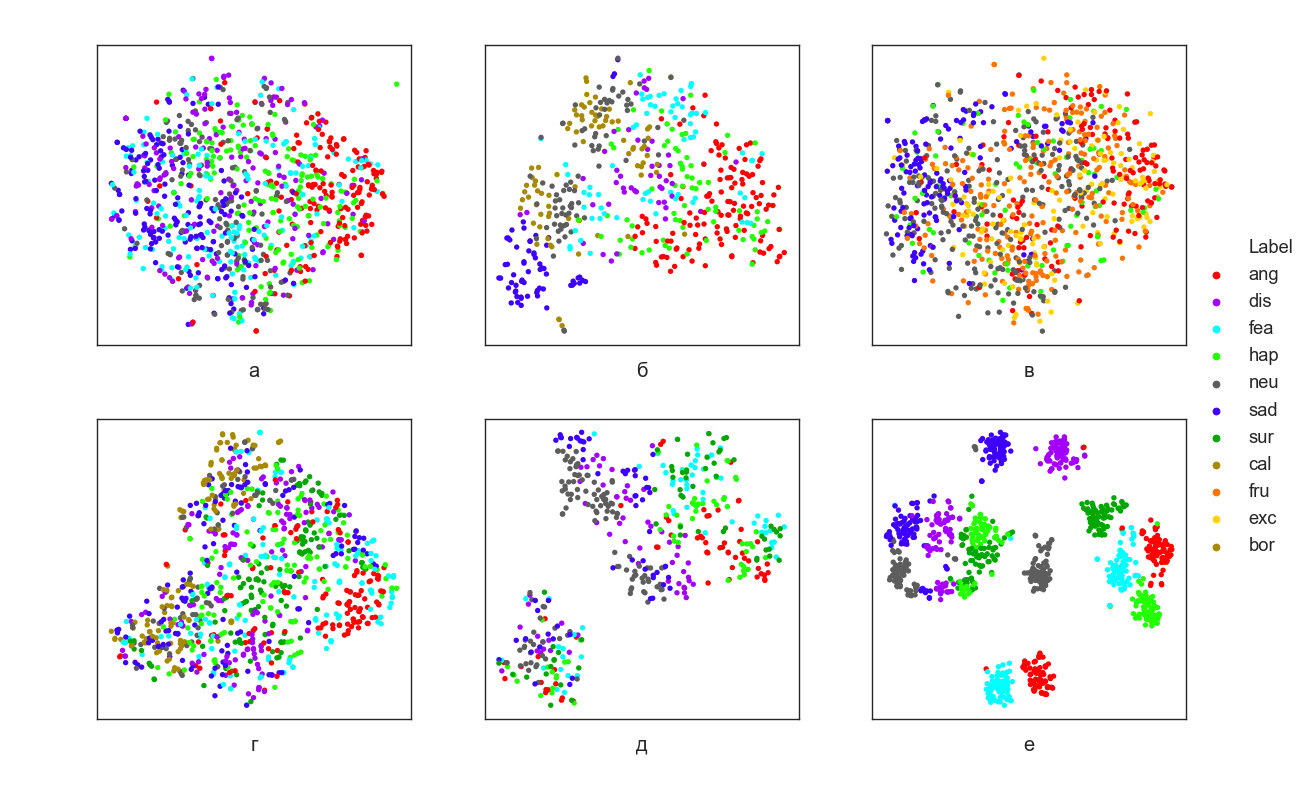 а
б
в
г
д
е
Label
ang
dis
fea
hap
neu
sad
sur
cal
fru
exc
bor